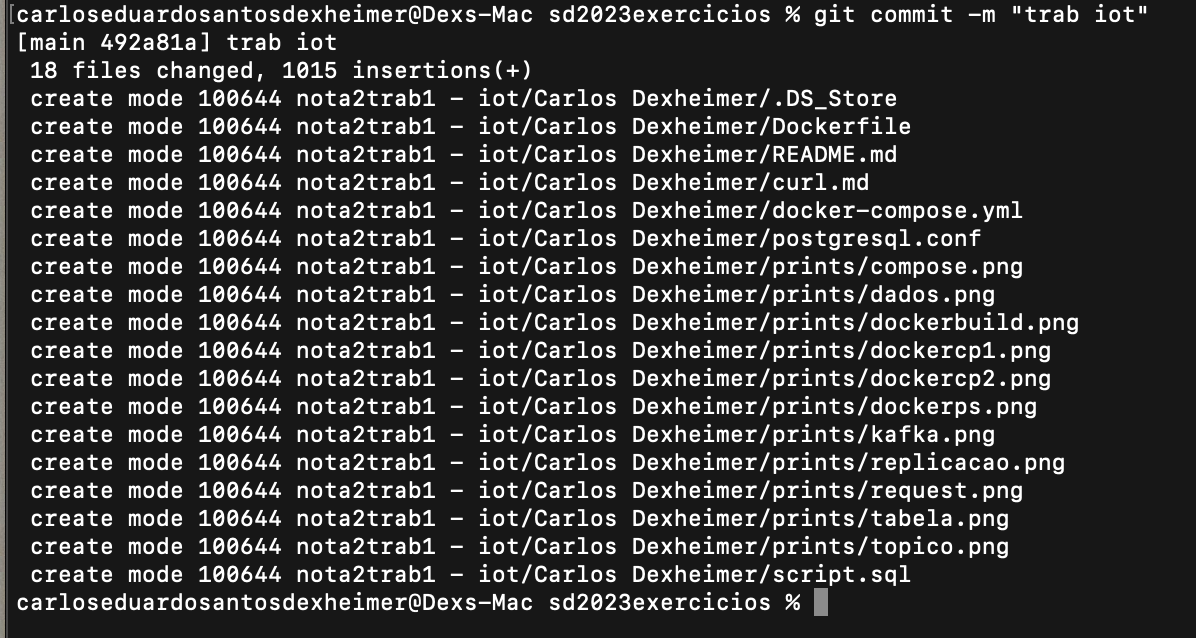 [carloseduardosantosdexheimer@Dexs-Mac sd2023exercicios % git commit -m "trab iot"
[main 492a81a] trab iot
 18 files changed, 1015 insertions(+)
 create mode 100644 nota2trab1 - iot/Carlos Dexheimer/.DS_Store
 create mode 100644 nota2trab1 - iot/Carlos Dexheimer/Dockerfile
 create mode 100644 nota2trab1 - iot/Carlos Dexheimer/README.md
 create mode 100644 nota2trab1 - iot/Carlos Dexheimer/curl.md
 create mode 100644 nota2trab1 - iot/Carlos Dexheimer/docker-compose.yml
 create mode 100644 nota2trab1 - iot/Carlos Dexheimer/postgresql.conf
 create mode 100644 nota2trab1 - iot/Carlos Dexheimer/prints/compose.png
 create mode 100644 nota2trab1 - iot/Carlos Dexheimer/prints/dados.png
 create mode 100644 nota2trab1 - iot/Carlos Dexheimer/prints/dockerbuild.png
 create mode 100644 nota2trab1 - iot/Carlos Dexheimer/prints/dockercp1.png
 create mode 100644 nota2trab1 - iot/Carlos Dexheimer/prints/dockercp2.png
 create mode 100644 nota2trab1 - iot/Carlos Dexheimer/prints/dockerps.png
 create mode 100644 nota2trab1 - iot/Carlos Dexheimer/prints/kafka.png
 create mode 100644 nota2trab1 - iot/Carlos Dexheimer/prints/replicacao.png
 create mode 100644 nota2trab1 - iot/Carlos Dexheimer/prints/request.png
 create mode 100644 nota2trab1 - iot/Carlos Dexheimer/prints/tabela.png
 create mode 100644 nota2trab1 - iot/Carlos Dexheimer/prints/topico.png
 create mode 100644 nota2trab1 - iot/Carlos Dexheimer/script.sql
carloseduardosantosdexheimer@Dexs-Mac sd2023exercicios %